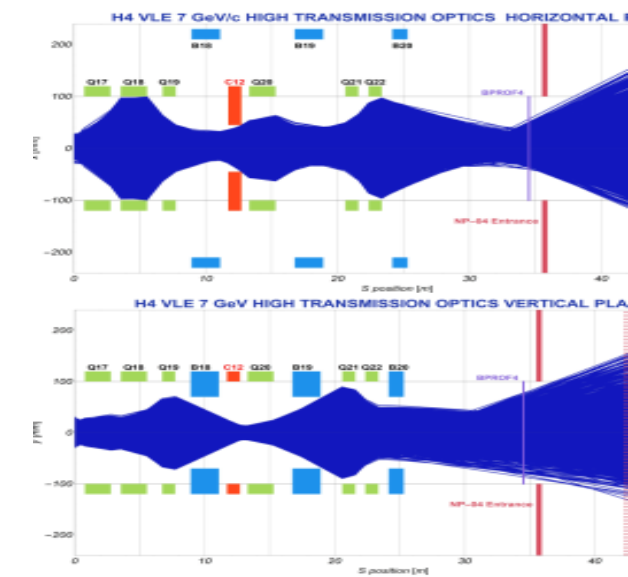 H4 VLE 7 GeV/c HIGH TRANSMISSION OPTICS HORIZONTAL
B18 B19 B20
200
Q17 Q18 Q19 C12 Q20 Q21 Q22
100
BPROF4
0
x [mm]
-100
NP-04 Entrance
-200
0 10 20 30 40
S position [m]
H4 VLE 7 GeV HIGH TRANSMISSION OPTICS VERTICAL PLA
200
Q17 Q18 Q19 B18 C12 Q20 B19 Q21 Q22 B20
100
BPROF4
0
y [mm]
-100
NP-04 Entrance
-200
0 10 20 30 40
S position [m]